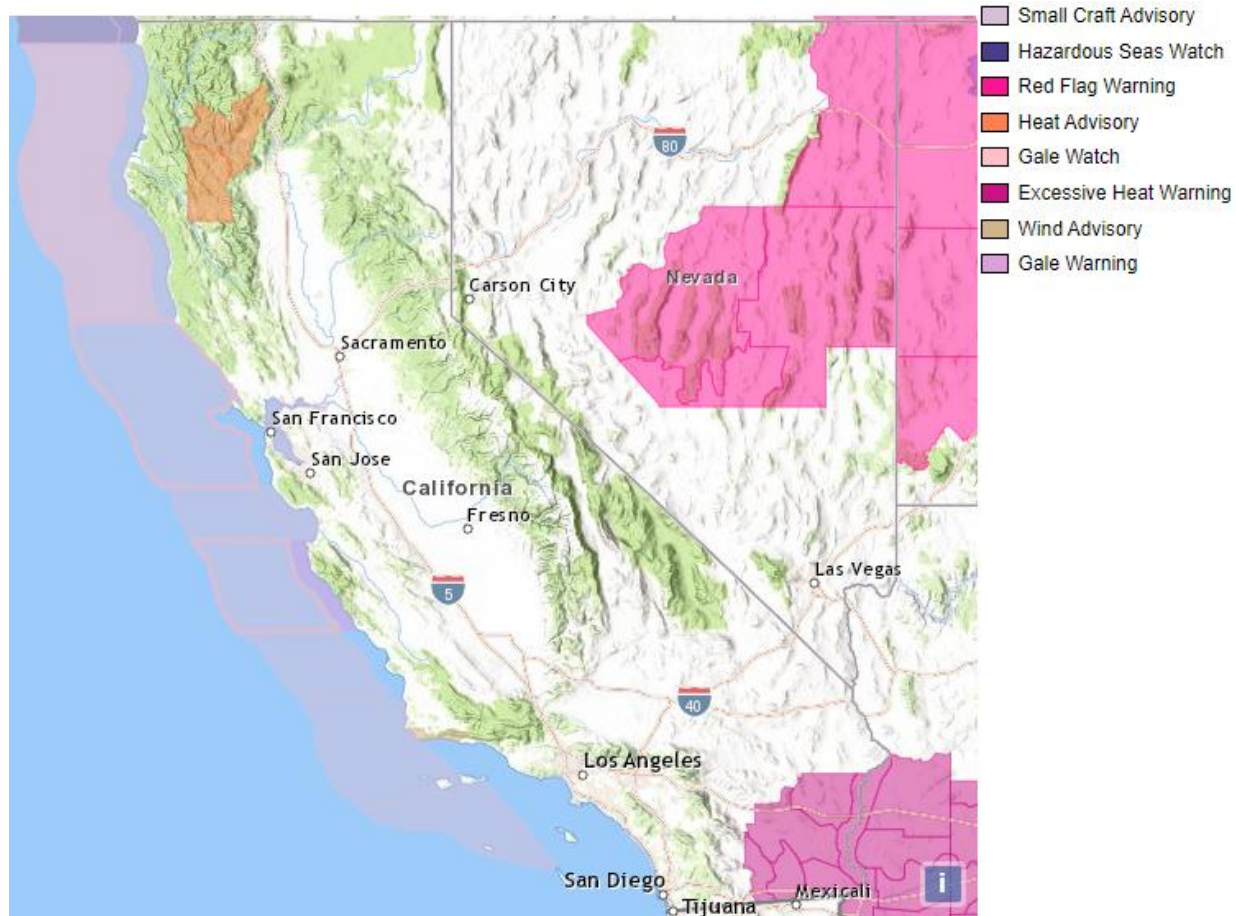 Small Craft Advisory
Hazardous Seas Watch
Red Flag Warning
Heat Advisory
Gale Watch
Excessive Heat Warning
Wind Advisory
Gale Warning
80
Nevada
Carson City
Sacramento
San Francisco
San Jose
California
Fresno
Las Vegas
5
40
Los Angeles
San Diego
Mexicali
Tijuana
i